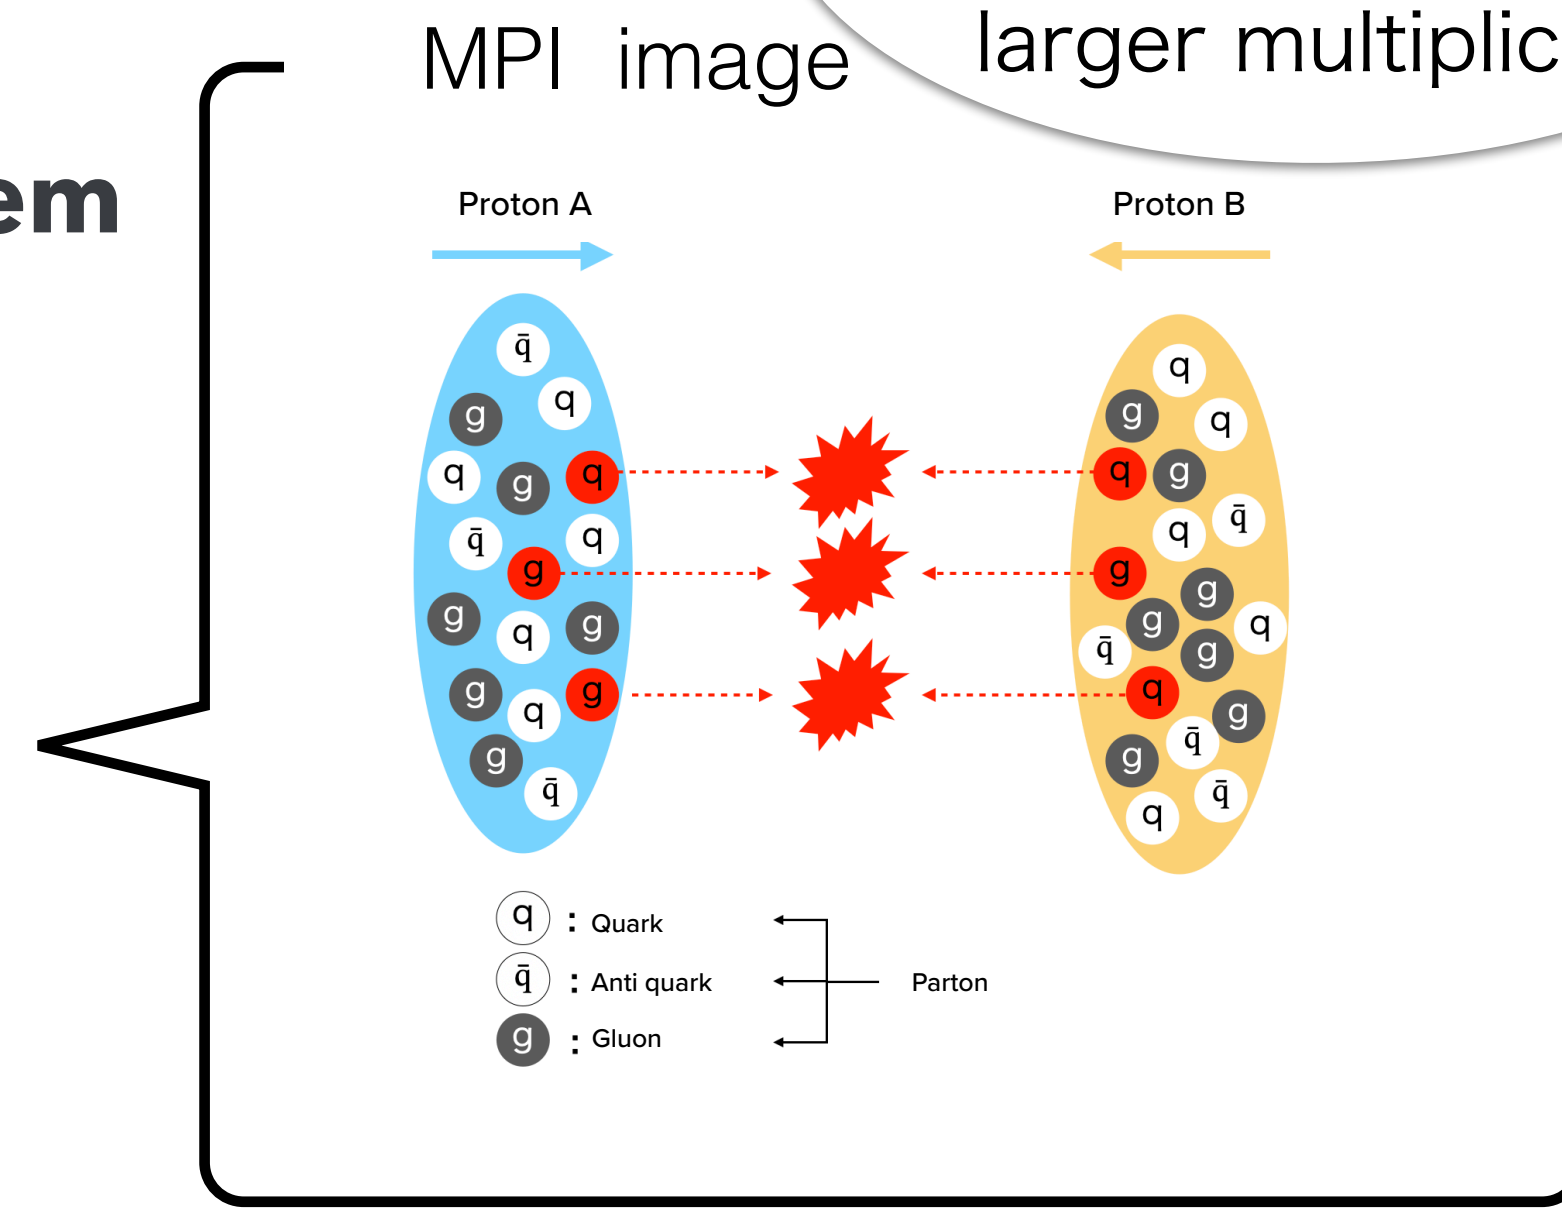 MPI image
larger multiplic
em
Proton A
Proton B
q̄
q
g
q
g
q
q̄
q
g
g
q
g
g
q
g
g
q̄
q
g
q
q
g
q̄
q
g
g
g
q
q̄
g
q
g
q̄
g
q̄
q
q : Quark
q̄ : Anti quark
g : Gluon
Parton